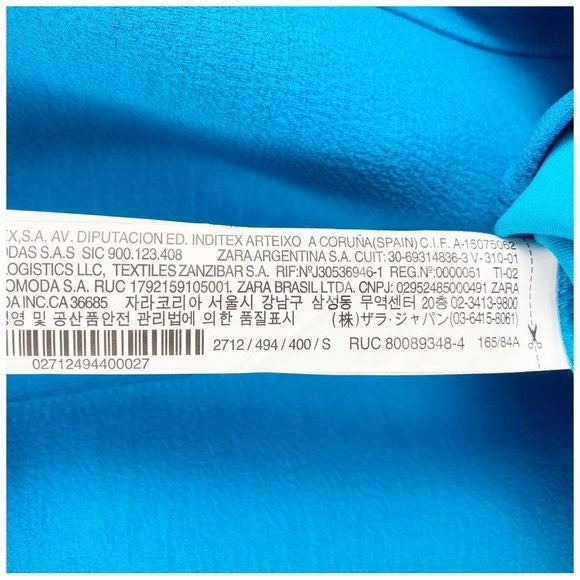 EX,S.A. AV. DIPUTACION ED. INDITEX ARTEIXO A CORUÑA(SPAIN) C.I.F. A-15075062
ODAS S.A.S SIC 900.123.408 ZARA ARGENTINA S.A. CUIT: 30-69314836-3 V-310-01
LOGISTICS LLC, TEXTILES ZANZIBAR S.A. RIF:NºJ30536946-1 REG.Nº:0000051 TI-02
OMODA S.A. RUC 1792159105001. ZARA BRASIL LTDA. CNPJ: 02952485000491 ZARA
DA INC.CA 36685 자라코리아 서울시 강남구 삼성동 무역센터 20층 02-3413-9800
경영 및 공산품안전 관리법에 의한 품질표시 (株)ザラ・ジャパン(03-6415-8061)
2712 / 494 / 400 / S RUC 80089348-4 165/84A
02712494400027